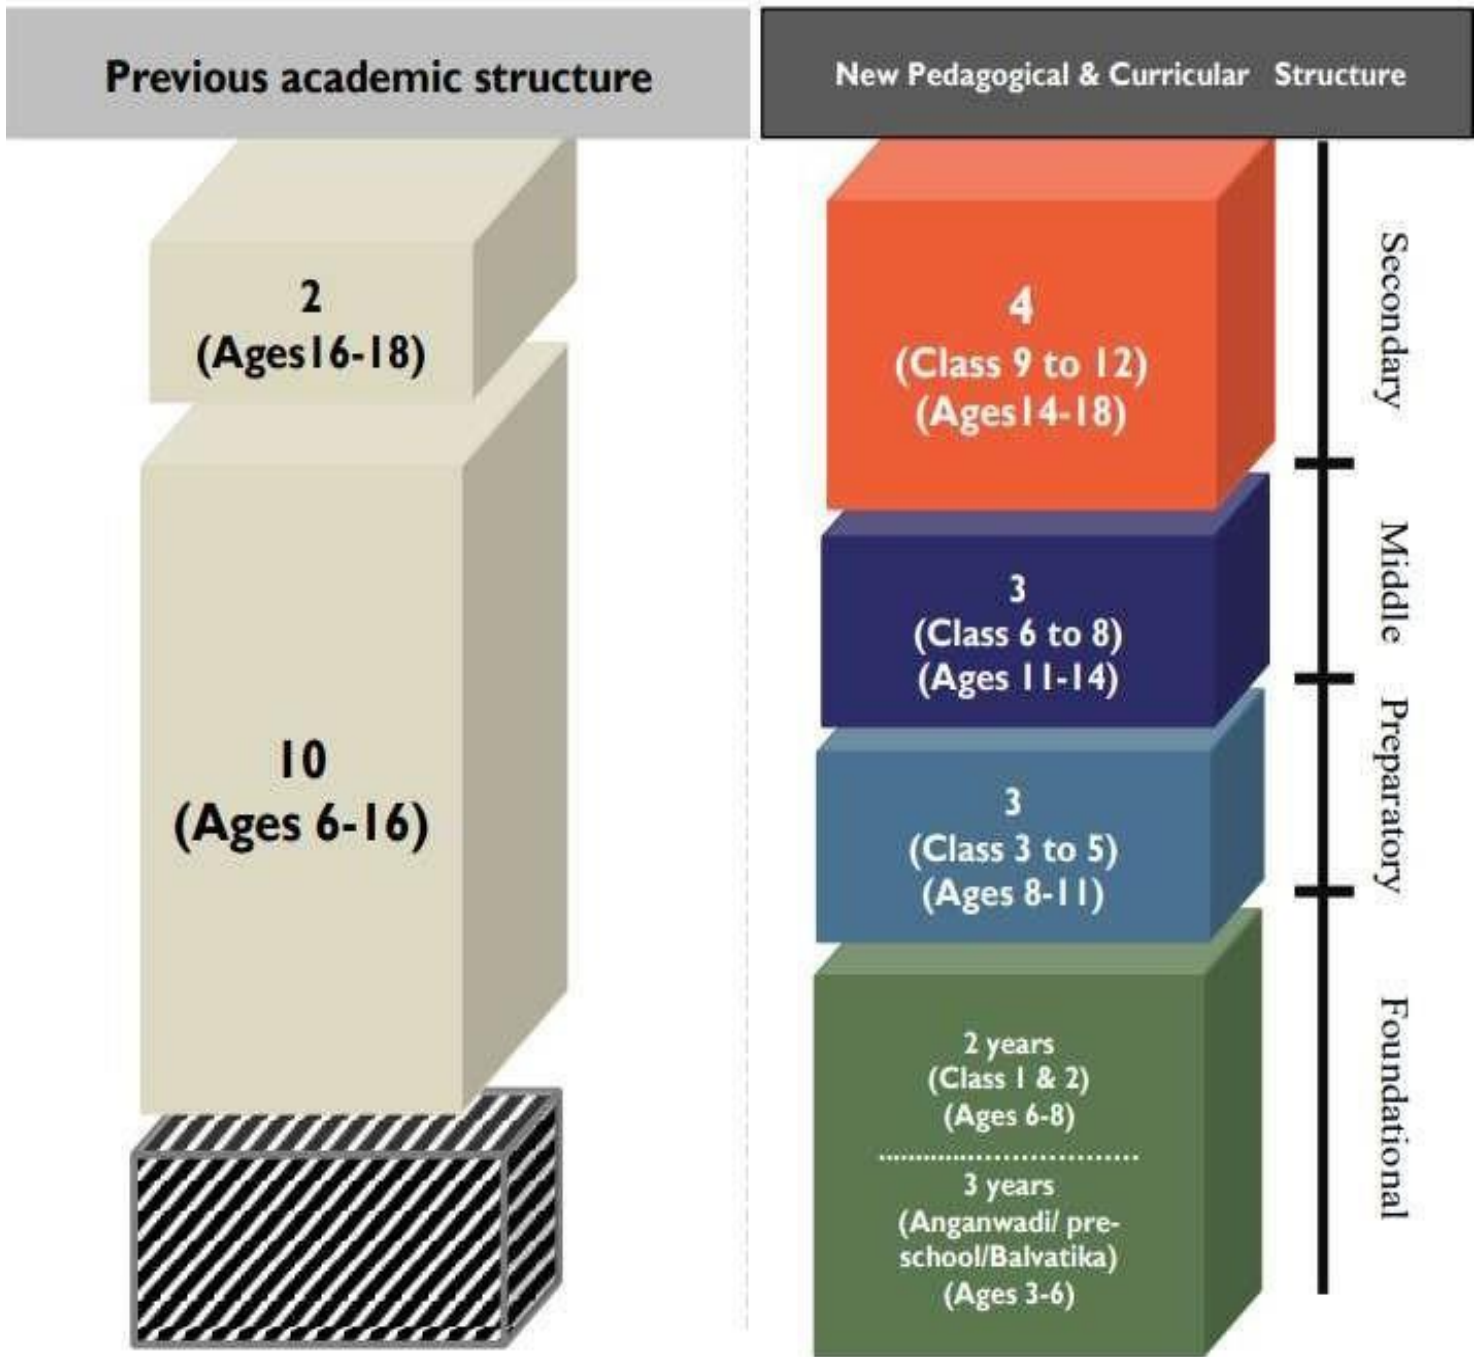 Previous academic structure
2
(Ages16-18)
10
(Ages 6-16)
New Pedagogical & Curricular Structure
4
(Class 9 to 12)
(Ages14-18)
3
(Class 6 to 8)
(Ages 11-14)
3
(Class 3 to 5)
(Ages 8-11)
2 years
(Class 1 & 2)
(Ages 6-8)
3 years
(Anganwadi/ pre-
school/Balvatika)
(Ages 3-6)
Secondary
Middle
Preparatory
Foundational